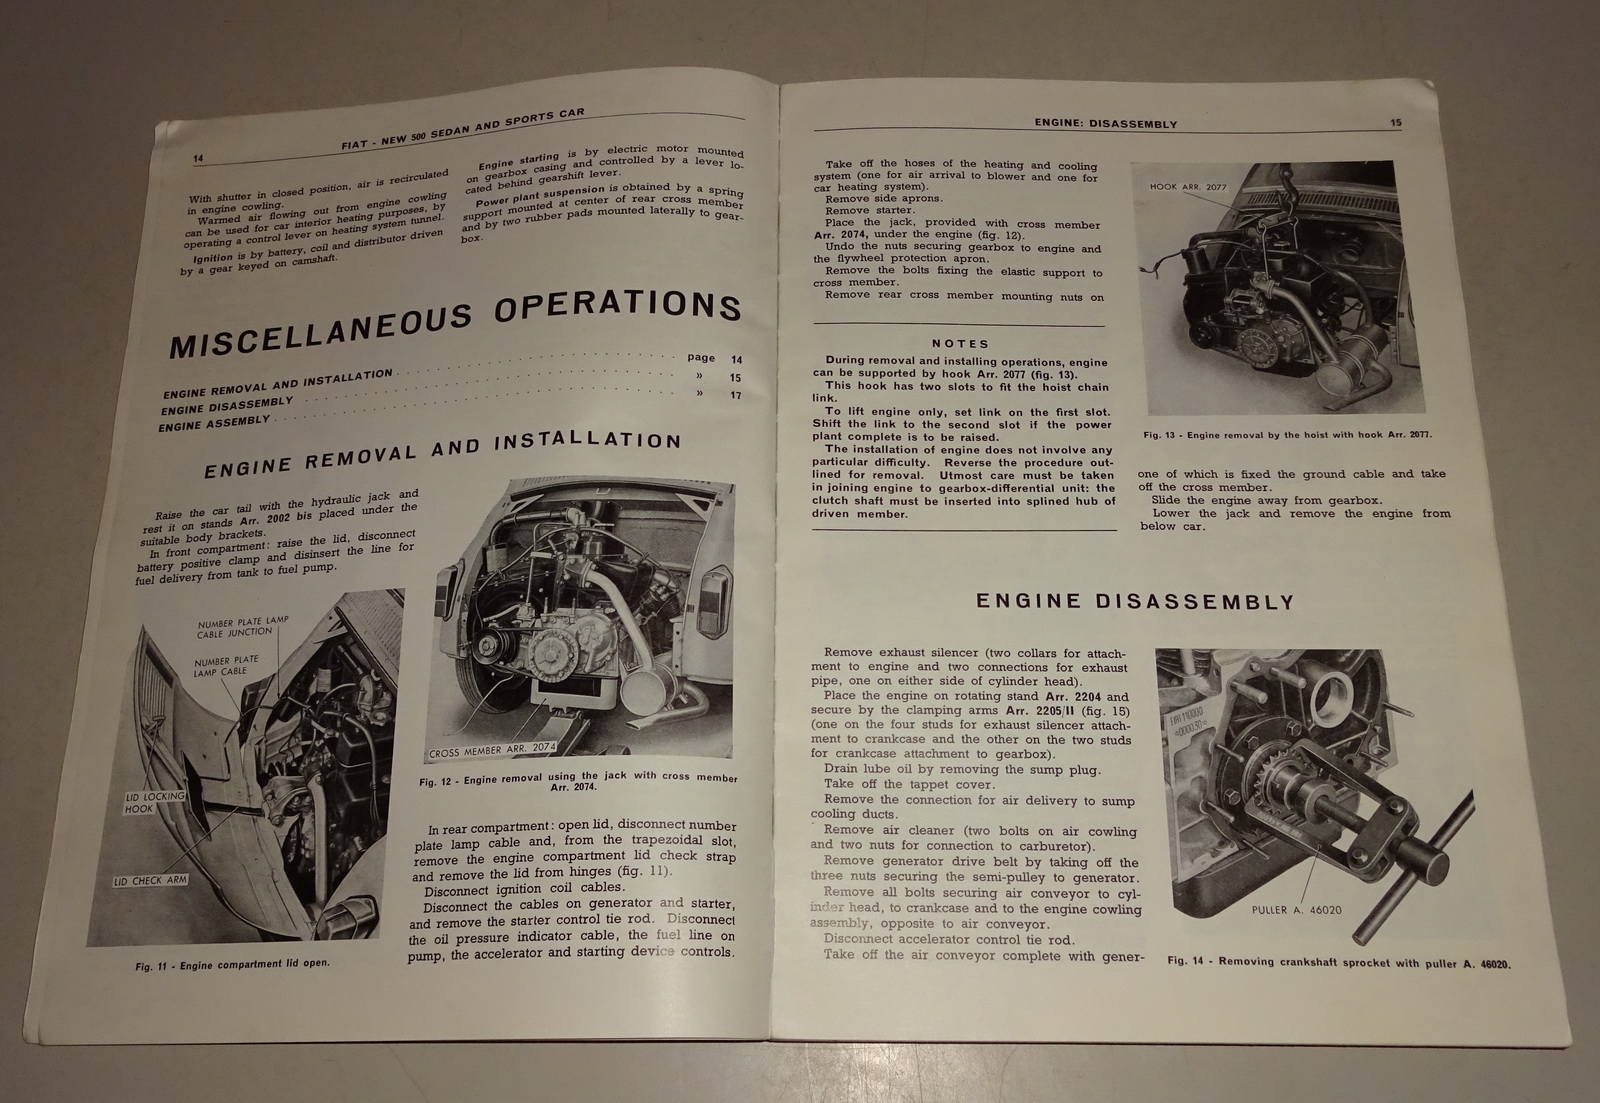 14
FIAT - NEW 500 SEDAN AND SPORTS CAR
With shutter in closed position, air is recirculated
in engine cowling.
Warmed air flowing out from engine cowling
can be used for car interior heating purposes, by
operating a control lever on heating system tunnel.
Ignition is by battery, coil and distributor driven
by a gear keyed on camshaft.
Engine starting is by electric motor mounted
on gearbox casing and controlled by a lever lo-
cated behind gearshift lever.
Power plant suspension is obtained by a spring
support mounted at center of rear cross member
and by two rubber pads mounted laterally to gear-
box.
MISCELLANEOUS OPERATIONS
ENGINE REMOVAL AND INSTALLATION . . . . . . . . . . . . . . . . . . . . . . . page 14
ENGINE DISASSEMBLY . . . . . . . . . . . . . . . . . . . . . . . . . . . . . . » 15
ENGINE ASSEMBLY . . . . . . . . . . . . . . . . . . . . . . . . . . . . . . . . » 17
ENGINE REMOVAL AND INSTALLATION
Raise the car tail with the hydraulic jack and
rest it on stands Arr. 2002 bis placed under the
suitable body brackets.
In front compartment: raise the lid, disconnect
battery positive clamp and disinsert the line for
fuel delivery from tank to fuel pump.
NUMBER PLATE LAMP
CABLE JUNCTION
NUMBER PLATE
LAMP CABLE
LID LOCKING
HOOK
LID CHECK ARM
Fig. 11 - Engine compartment lid open.
CROSS MEMBER ARR. 2074
Fig. 12 - Engine removal using the jack with cross member
Arr. 2074.
In rear compartment: open lid, disconnect number
plate lamp cable and, from the trapezoidal slot,
remove the engine compartment lid check strap
and remove the lid from hinges (fig. 11).
Disconnect ignition coil cables.
Disconnect the cables on generator and starter,
and remove the starter control tie rod. Disconnect
the oil pressure indicator cable, the fuel line on
pump, the accelerator and starting device controls.
ENGINE: DISASSEMBLY
15
Take off the hoses of the heating and cooling
system (one for air arrival to blower and one for
car heating system).
Remove side aprons.
Remove starter.
Place the jack, provided with cross member
Arr. 2074, under the engine (fig. 12).
Undo the nuts securing gearbox to engine and
the flywheel protection apron.
Remove the bolts fixing the elastic support to
cross member.
Remove rear cross member mounting nuts on
NOTES
During removal and installing operations, engine
can be supported by hook Arr. 2077 (fig. 13).
This hook has two slots to fit the hoist chain
link.
To lift engine only, set link on the first slot.
Shift the link to the second slot if the power
plant complete is to be raised.
The installation of engine does not involve any
particular difficulty. Reverse the procedure out-
lined for removal. Utmost care must be taken
in joining engine to gearbox-differential unit: the
clutch shaft must be inserted into splined hub of
driven member.
HOOK ARR. 2077
Fig. 13 - Engine removal by the hoist with hook Arr. 2077.
one of which is fixed the ground cable and take
off the cross member.
Slide the engine away from gearbox.
Lower the jack and remove the engine from
below car.
ENGINE DISASSEMBLY
Remove exhaust silencer (two collars for attach-
ment to engine and two connections for exhaust
pipe, one on either side of cylinder head).
Place the engine on rotating stand Arr. 2204 and
secure by the clamping arms Arr. 2205/II (fig. 15)
(one on the four studs for exhaust silencer attach-
ment to crankcase and the other on the two studs
for crankcase attachment to gearbox).
Drain lube oil by removing the sump plug.
Take off the tappet cover.
Remove the connection for air delivery to sump
cooling ducts.
Remove air cleaner (two bolts on air cowling
and two nuts for connection to carburetor).
Remove generator drive belt by taking off the
three nuts securing the semi-pulley to generator.
Remove all bolts securing air conveyor to cyl-
inder head, to crankcase and to the engine cowling
assembly, opposite to air conveyor.
Disconnect accelerator control tie rod.
Take off the air conveyor complete with gener-
PULLER A. 46020
Fig. 14 - Removing crankshaft sprocket with puller A. 46020.